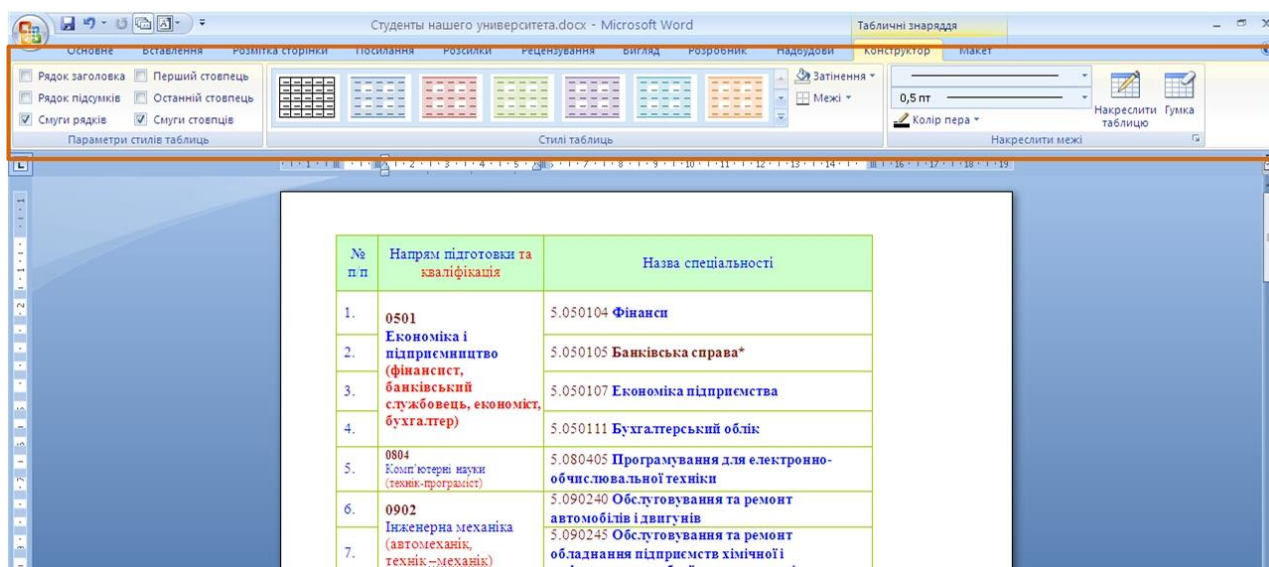 Студенты нашего университета.docx - Microsoft Word
Табличні знаряддя
Основне Вставлення Розмітка сторінки Посилання Розсилки Рецензування Вигляд Розробник Надбудови Конструктор Макет
Рядок заголовка Перший стовпець
Рядок підсумків Останній стовпець
Смуги рядків Смуги стовпців
Параметри стилів таблиць
Затінення
Межі
Стилі таблиць
0,5 пт
Колір пера
Накреслити таблицю
Гумка
Накреслити межі
№ п/п
Напрям підготовки та
кваліфікація
Назва спеціальності
1.
0501
Економіка і
підприємництво
(фінансист,
банківський
службовець, економіст,
бухгалтер)
5.050104 Фінанси
2.
5.050105 Банківська справа*
3.
5.050107 Економіка підприємства
4.
5.050111 Бухгалтерський облік
5.
0804
Комп'ютерні науки
(технік-програміст)
5.080405 Програмування для електронно-
обчислювальної техніки
6.
0902
Інженерна механіка
(автомеханік,
технік –механік)
5.090240 Обслуговування та ремонт
автомобілів і двигунів
7.
5.090245 Обслуговування та ремонт
обладнання підприємств хімічної і